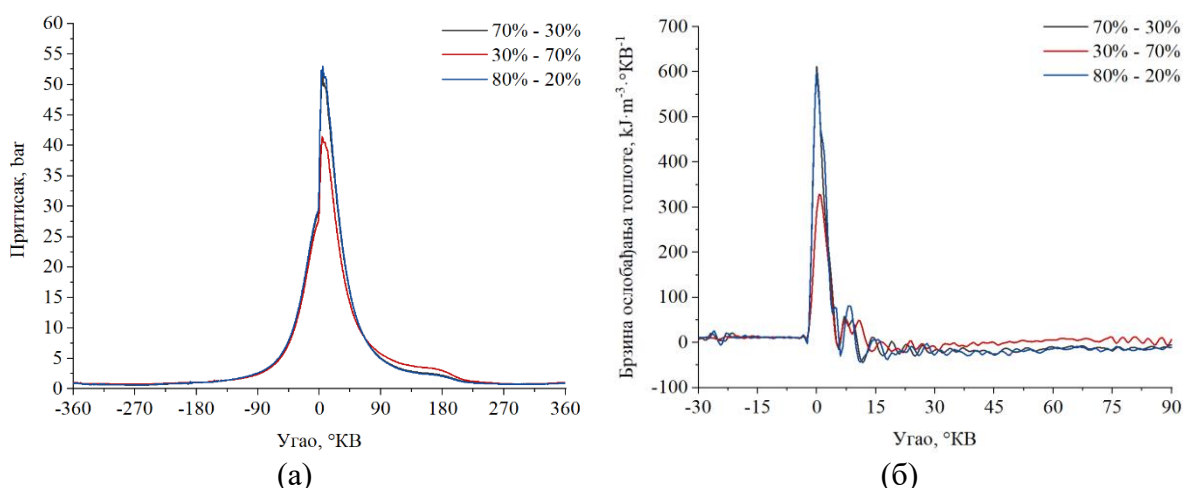 Притисак, bar
60
55
50
45
40
35
30
25
20
15
10
5
0
70% - 30%
30% - 70%
80% - 20%
-360 -270 -180 -90 0 90 180 270 360
Угао, °КВ
(а)
Брзина ослобађања топлоте, kJ·m⁻³·°КВ⁻¹
700
600
500
400
300
200
100
0
-100
70% - 30%
30% - 70%
80% - 20%
-30 -15 0 15 30 45 60 75 90
Угао, °КВ
(б)